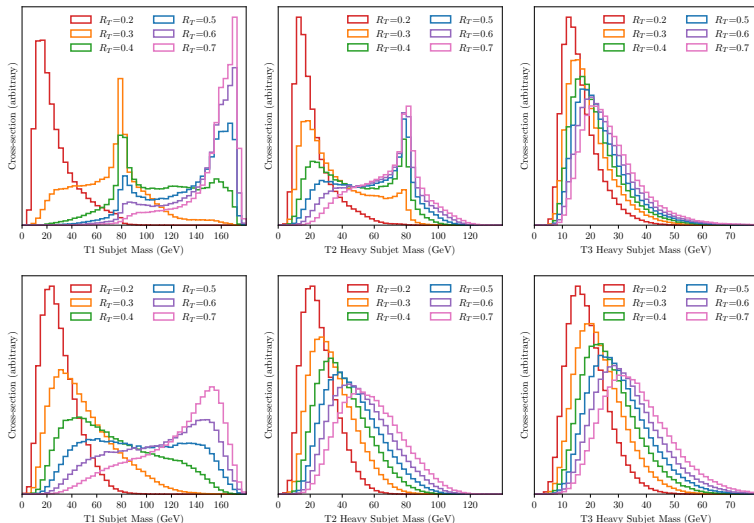 Cross-section (arbitrary)
R_T=0.2 R_T=0.5
R_T=0.3 R_T=0.6
R_T=0.4 R_T=0.7
0 20 40 60 80 100 120 140 160
T1 Subjet Mass (GeV)
Cross-section (arbitrary)
R_T=0.2 R_T=0.5
R_T=0.3 R_T=0.6
R_T=0.4 R_T=0.7
0 20 40 60 80 100 120
T2 Heavy Subjet Mass (GeV)
Cross-section (arbitrary)
R_T=0.2 R_T=0.5
R_T=0.3 R_T=0.6
R_T=0.4 R_T=0.7
0 10 20 30 40 50 60 70
T3 Heavy Subjet Mass (GeV)
Cross-section (arbitrary)
R_T=0.2 R_T=0.5
R_T=0.3 R_T=0.6
R_T=0.4 R_T=0.7
0 20 40 60 80 100 120 140 160
T1 Subjet Mass (GeV)
Cross-section (arbitrary)
R_T=0.2 R_T=0.5
R_T=0.3 R_T=0.6
R_T=0.4 R_T=0.7
0 20 40 60 80 100 120
T2 Heavy Subjet Mass (GeV)
Cross-section (arbitrary)
R_T=0.2 R_T=0.5
R_T=0.3 R_T=0.6
R_T=0.4 R_T=0.7
0 10 20 30 40 50 60 70
T3 Heavy Subjet Mass (GeV)